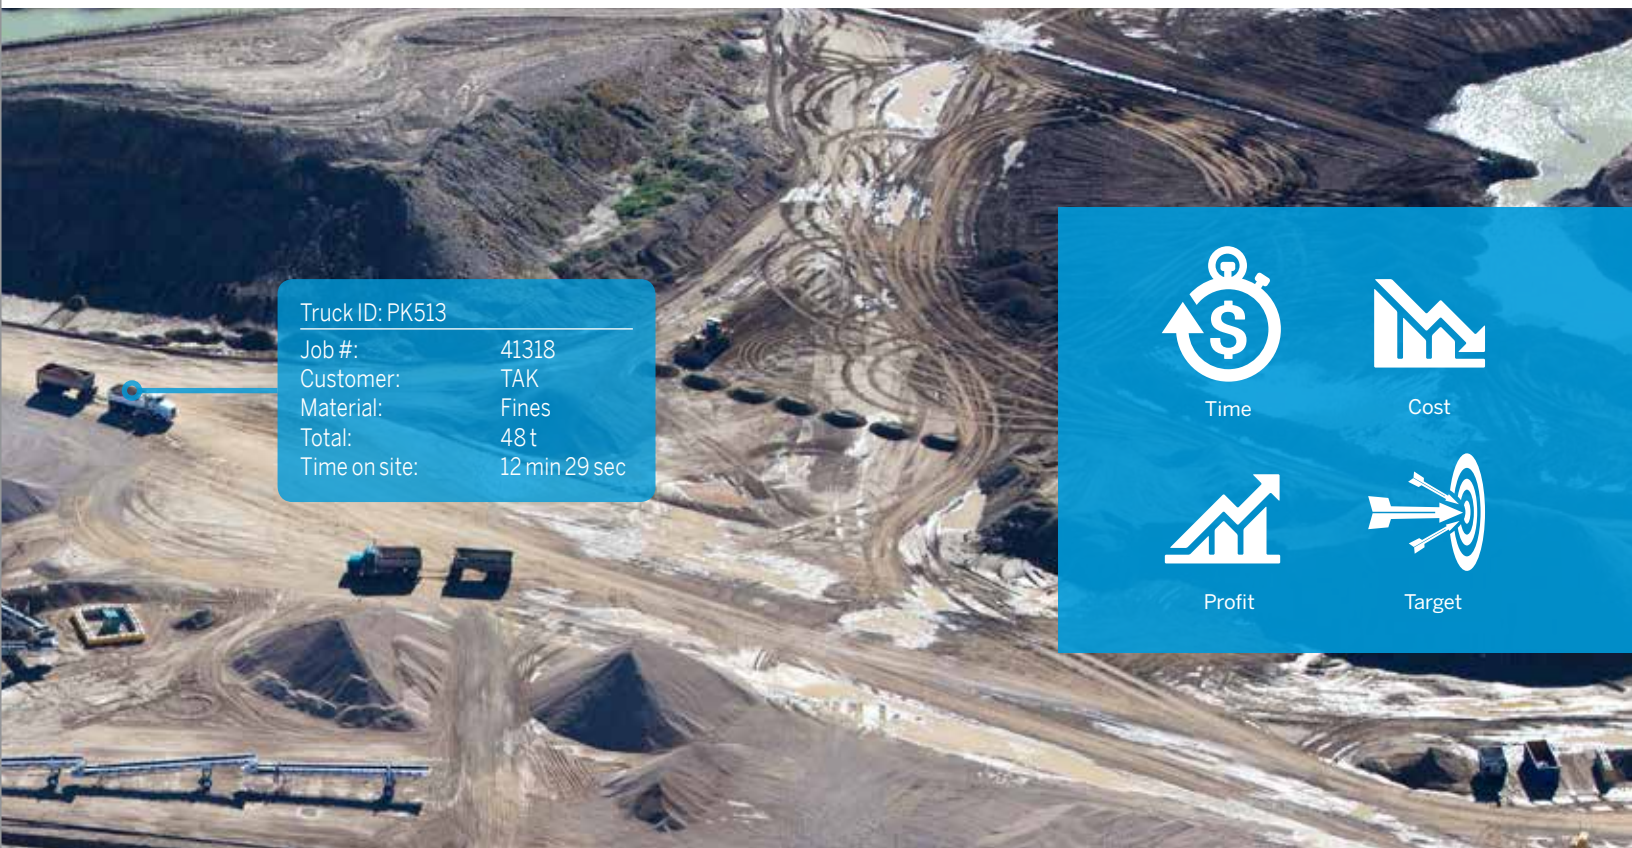 Truck ID: PK513
Job #: 41318
Customer: TAK
Material: Fines
Total: 48 t
Time on site: 12 min 29 sec
$
Time
Cost
Profit
Target